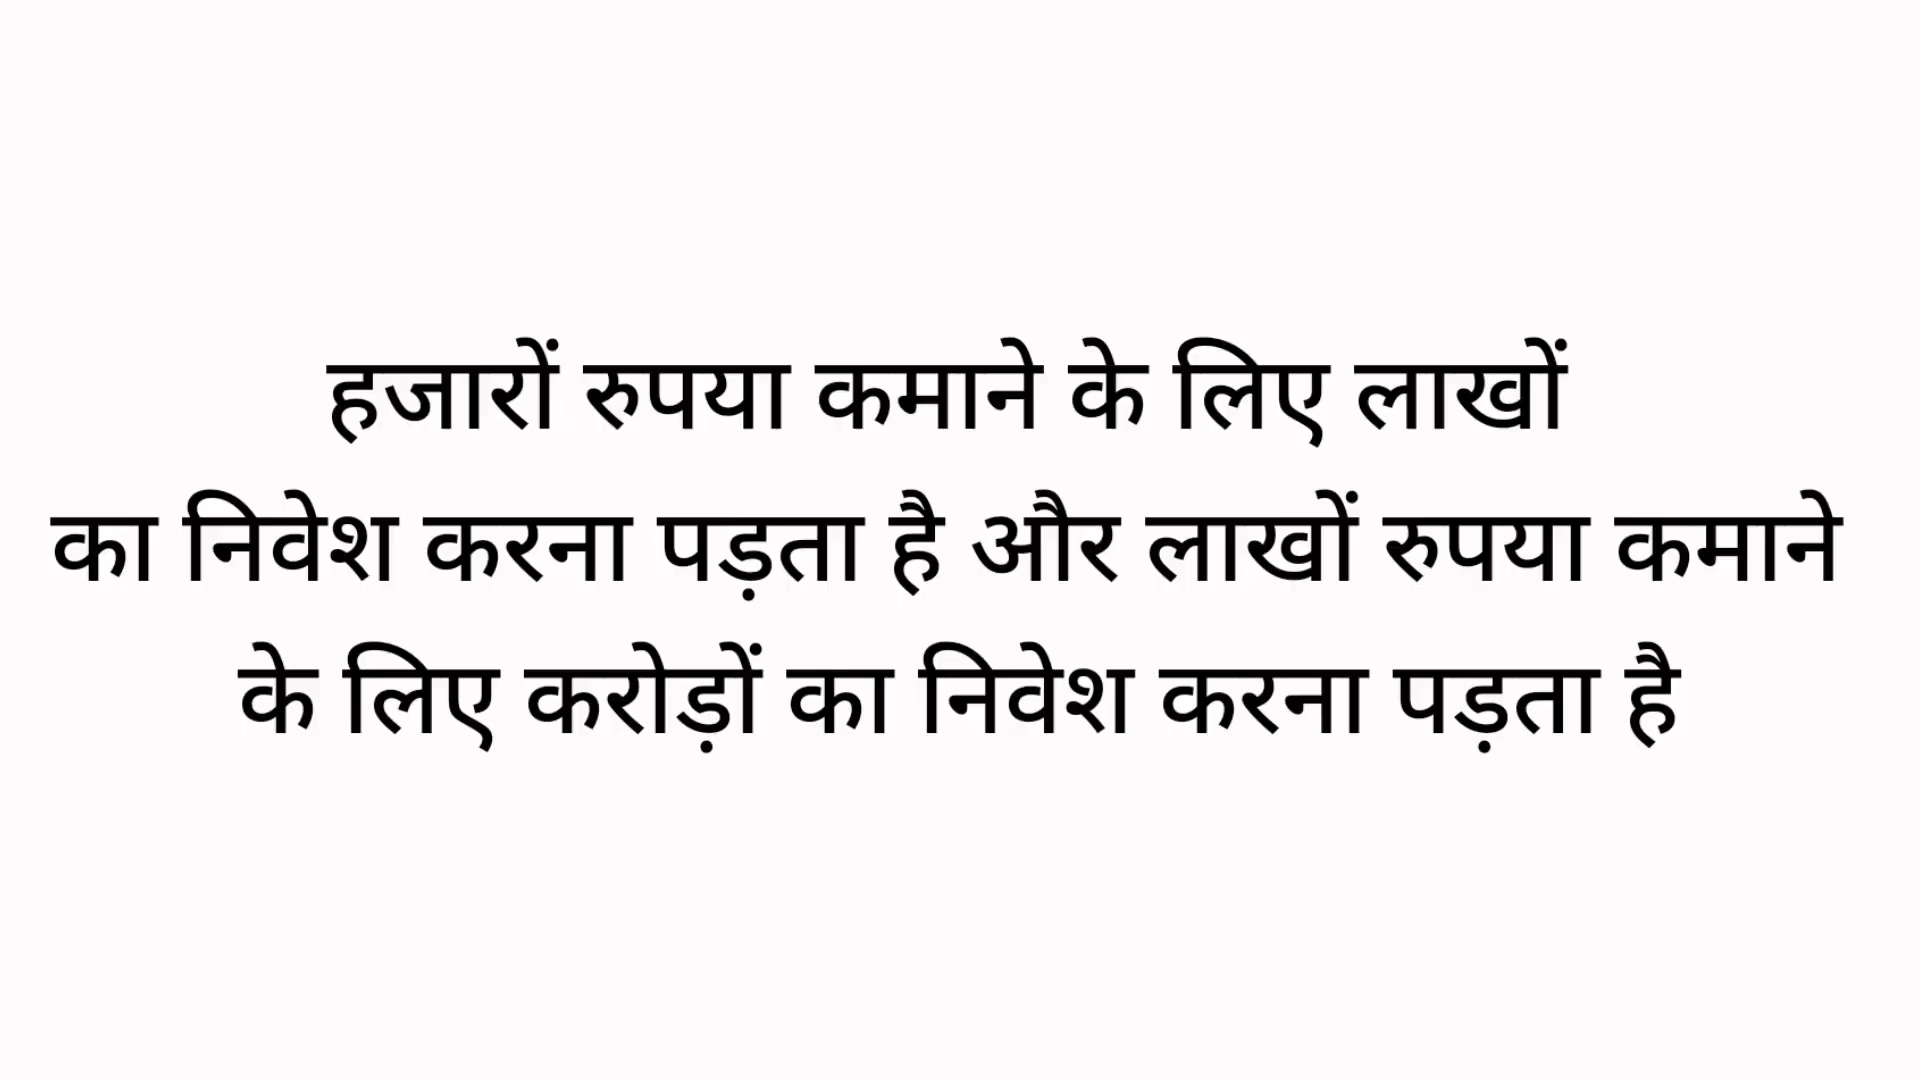 हजारों रुपया कमाने के लिए लाखों
का निवेश करना पड़ता है और लाखों रुपया कमाने
के लिए करोड़ों का निवेश करना पड़ता है